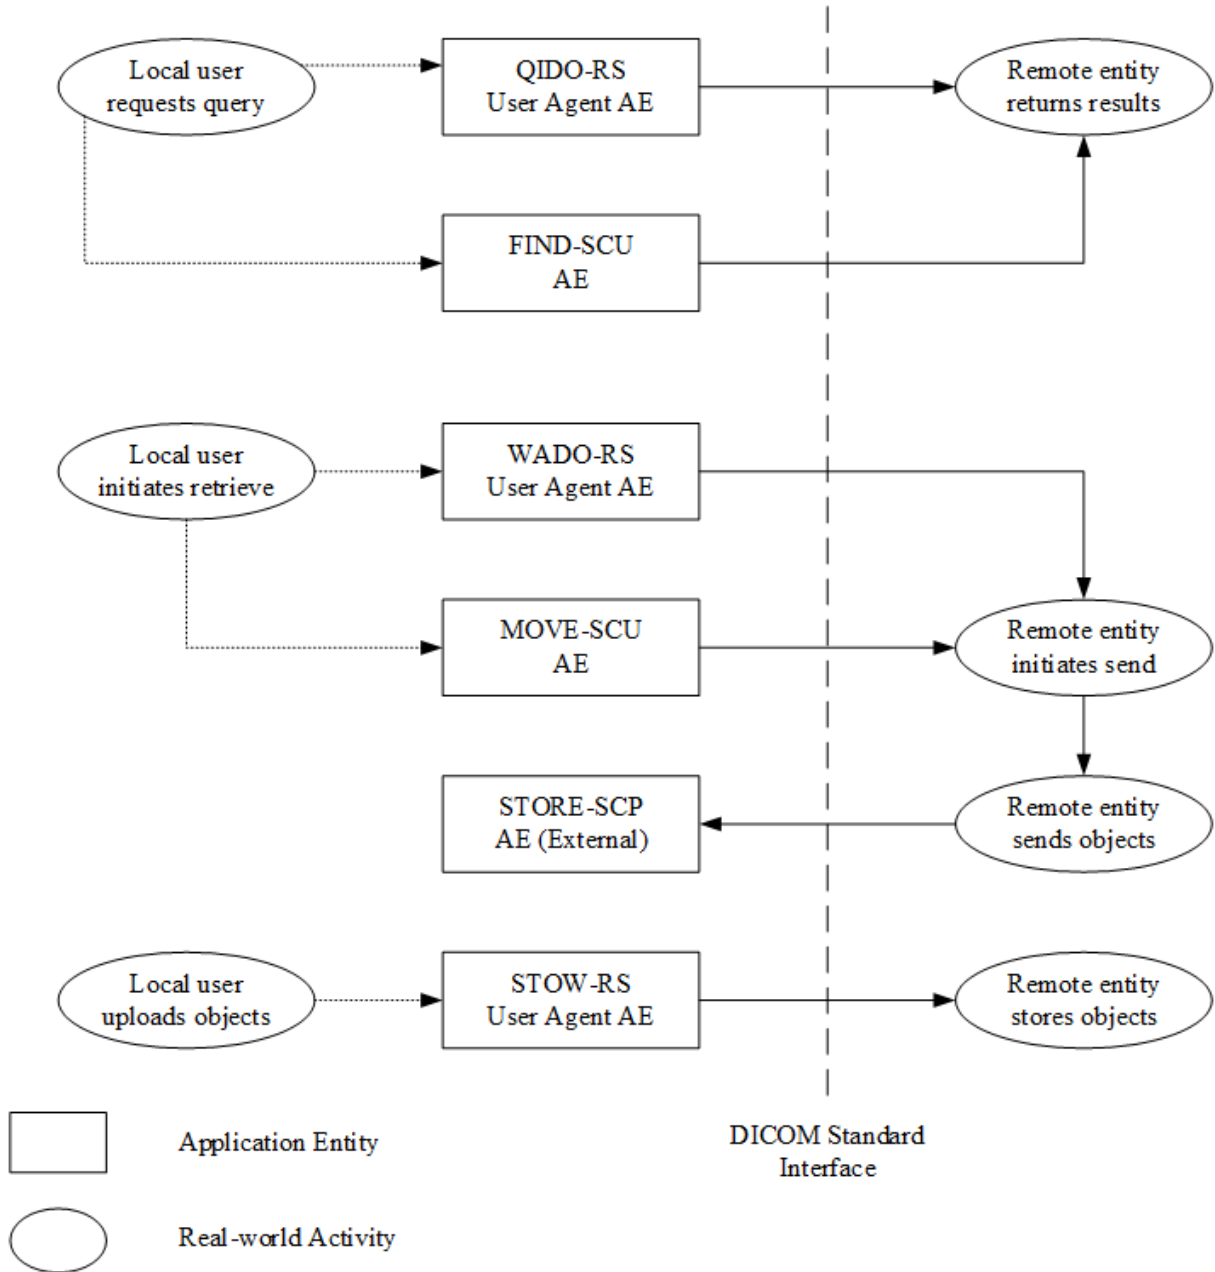 Local user
requests query
QIDO-RS
User Agent AE
Remote entity
returns results
FIND-SCU
AE
Local user
initiates retrieve
WADO-RS
User Agent AE
MOVE-SCU
AE
Remote entity
initiates send
STORE-SCP
AE (External)
Remote entity
sends objects
Local user
uploads objects
STOW-RS
User Agent AE
Remote entity
stores objects
Application Entity
DICOM Standard
Interface
Real-world Activity